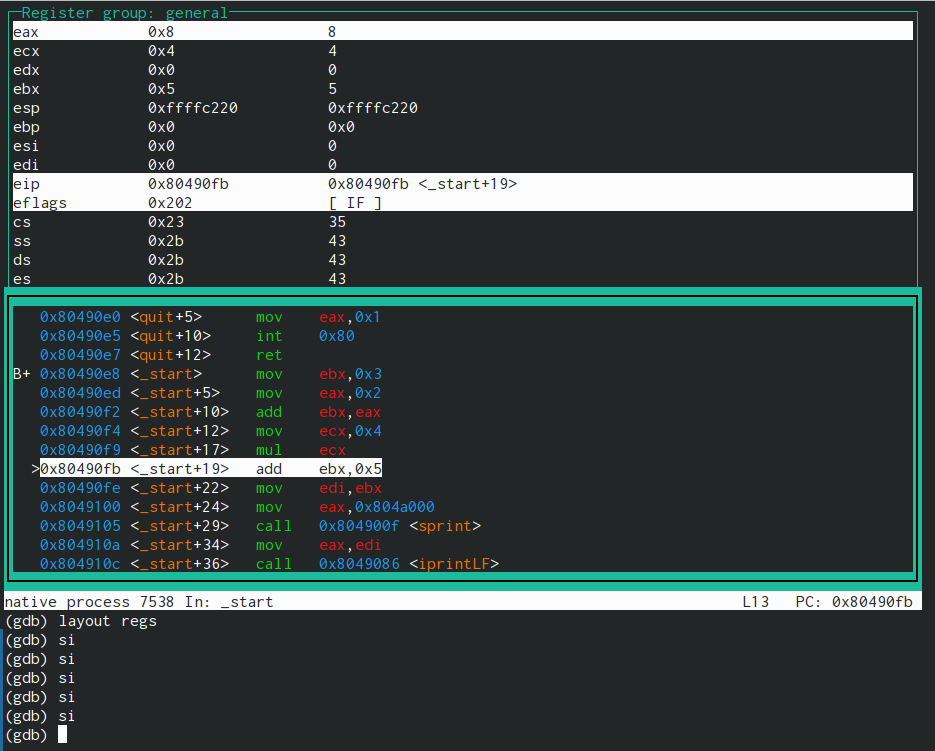 Register group: general
eax 0x8 8
ecx 0x4 4
edx 0x0 0
ebx 0x5 5
esp 0xffffc220 0xffffc220
ebp 0x0 0x0
esi 0x0 0
edi 0x0 0
eip 0x80490fb 0x80490fb <_start+19>
eflags 0x202 [ IF ]
cs 0x23 35
ss 0x2b 43
ds 0x2b 43
es 0x2b 43
0x80490e0 <quit+5> mov eax,0x1
0x80490e5 <quit+10> int 0x80
0x80490e7 <quit+12> ret
B+ 0x80490e8 <_start> mov ebx,0x3
0x80490ed <_start+5> mov eax,0x2
0x80490f2 <_start+10> add ebx,eax
0x80490f4 <_start+12> mov ecx,0x4
0x80490f9 <_start+17> mul ecx
>0x80490fb <_start+19> add ebx,0x5
0x80490fe <_start+22> mov edi,ebx
0x8049100 <_start+24> mov eax,0x804a000
0x8049105 <_start+29> call 0x804900f <sprint>
0x804910a <_start+34> mov eax,edi
0x804910c <_start+36> call 0x8049086 <iprintLF>
native process 7538 In: _start L13 PC: 0x80490fb
(gdb) layout regs
(gdb) si
(gdb) si
(gdb) si
(gdb) si
(gdb) si
(gdb)